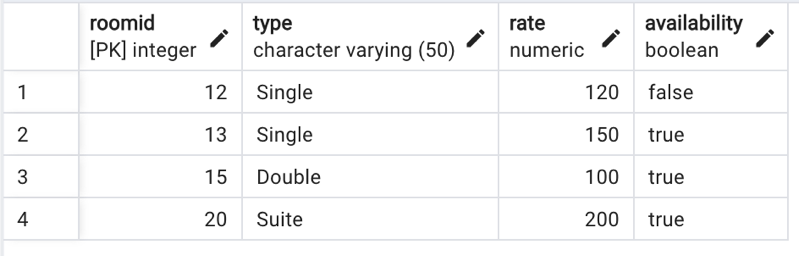 roomid type rate availability
[PK] integer character varying (50) numeric boolean
1 12 Single 120 false
2 13 Single 150 true
3 15 Double 100 true
4 20 Suite 200 true